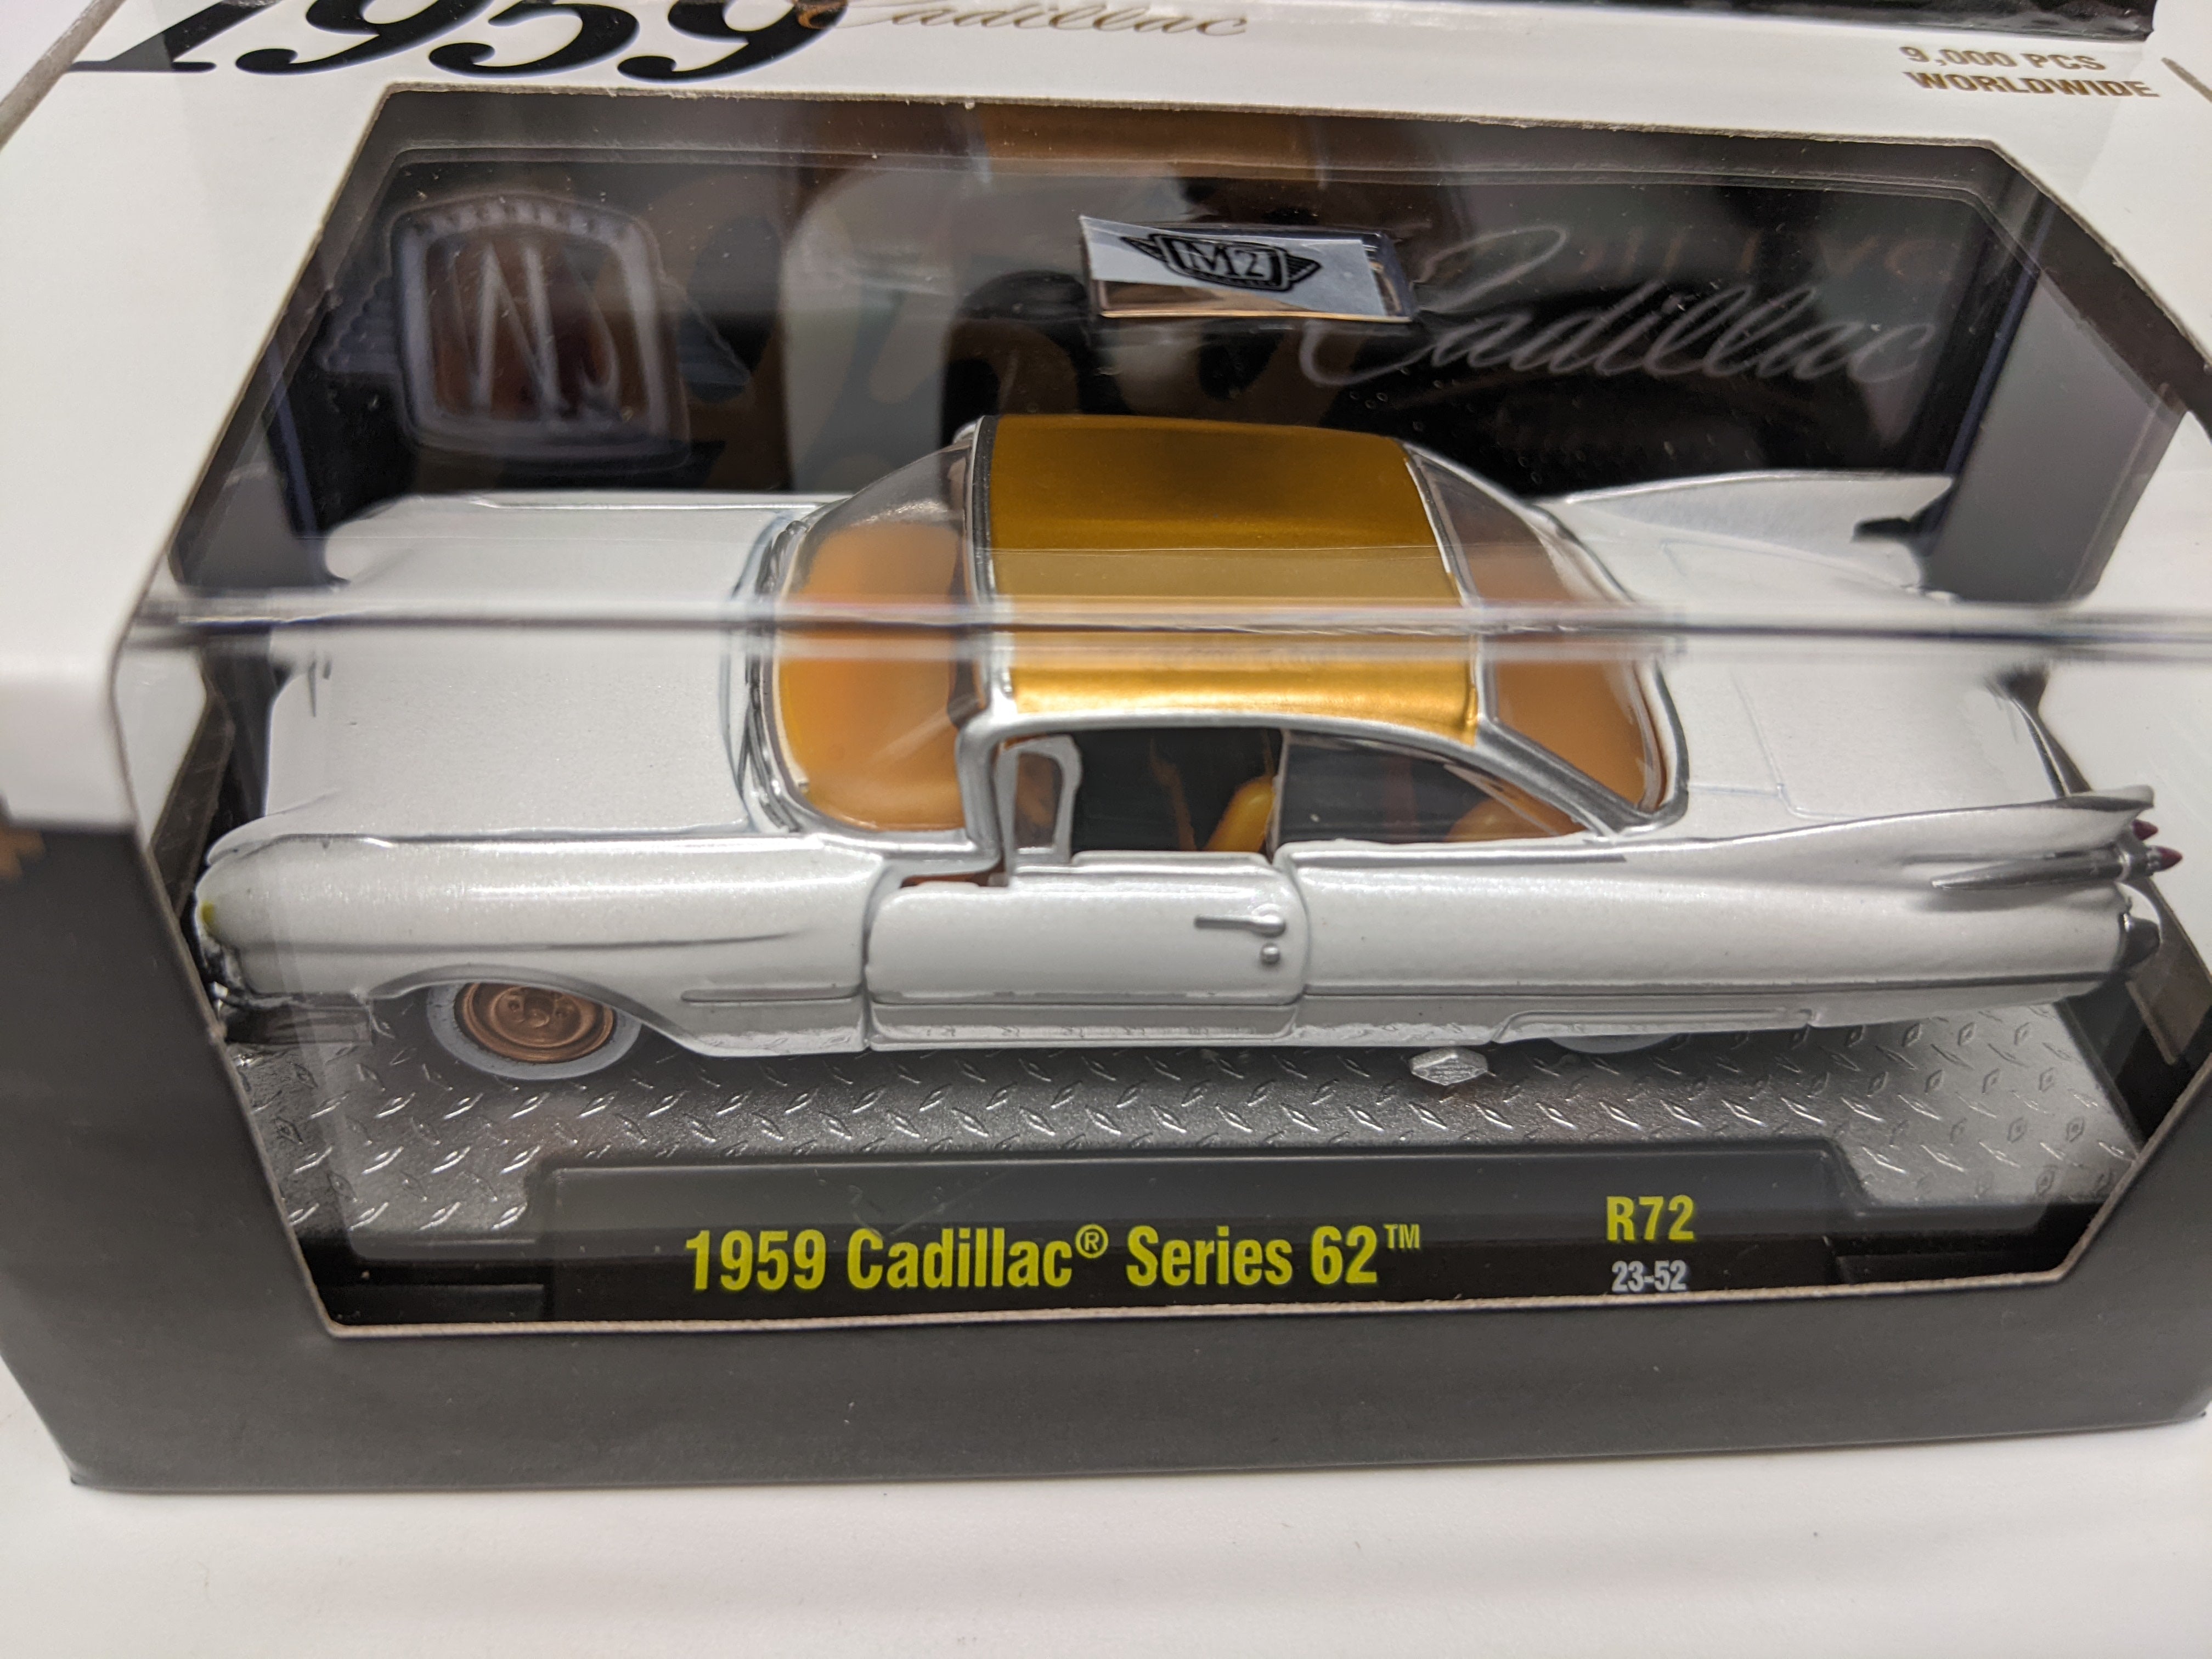 1959 Cadillac
9,000 PCS
WORLDWIDE
M2
Cadillac
1959 Cadillac® Series 62™
R72
23-52